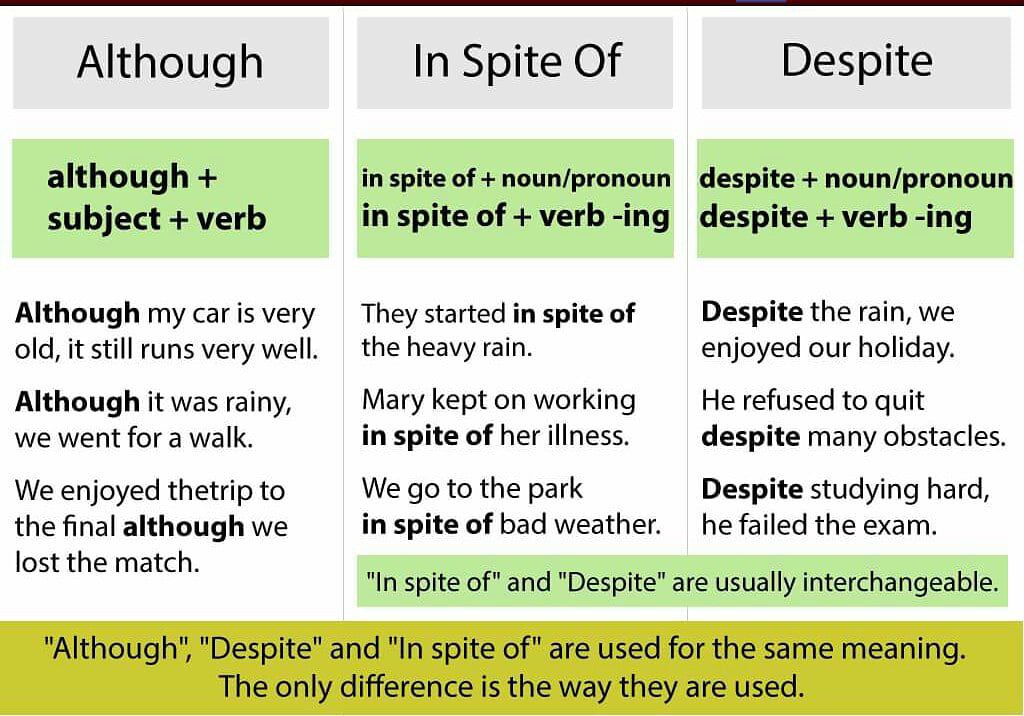 Although
although +
subject + verb
Although my car is very
old, it still runs very well.
Although it was rainy,
we went for a walk.
We enjoyed thetrip to
the final although we
lost the match.
In Spite Of
in spite of + noun/pronoun
in spite of + verb -ing
They started in spite of
the heavy rain.
Mary kept on working
in spite of her illness.
We go to the park
in spite of bad weather.
Despite
despite + noun/pronoun
despite + verb -ing
Despite the rain, we
enjoyed our holiday.
He refused to quit
despite many obstacles.
Despite studying hard,
he failed the exam.
"In spite of" and "Despite" are usually interchangeable.
"Although", "Despite" and "In spite of" are used for the same meaning.
The only difference is the way they are used.